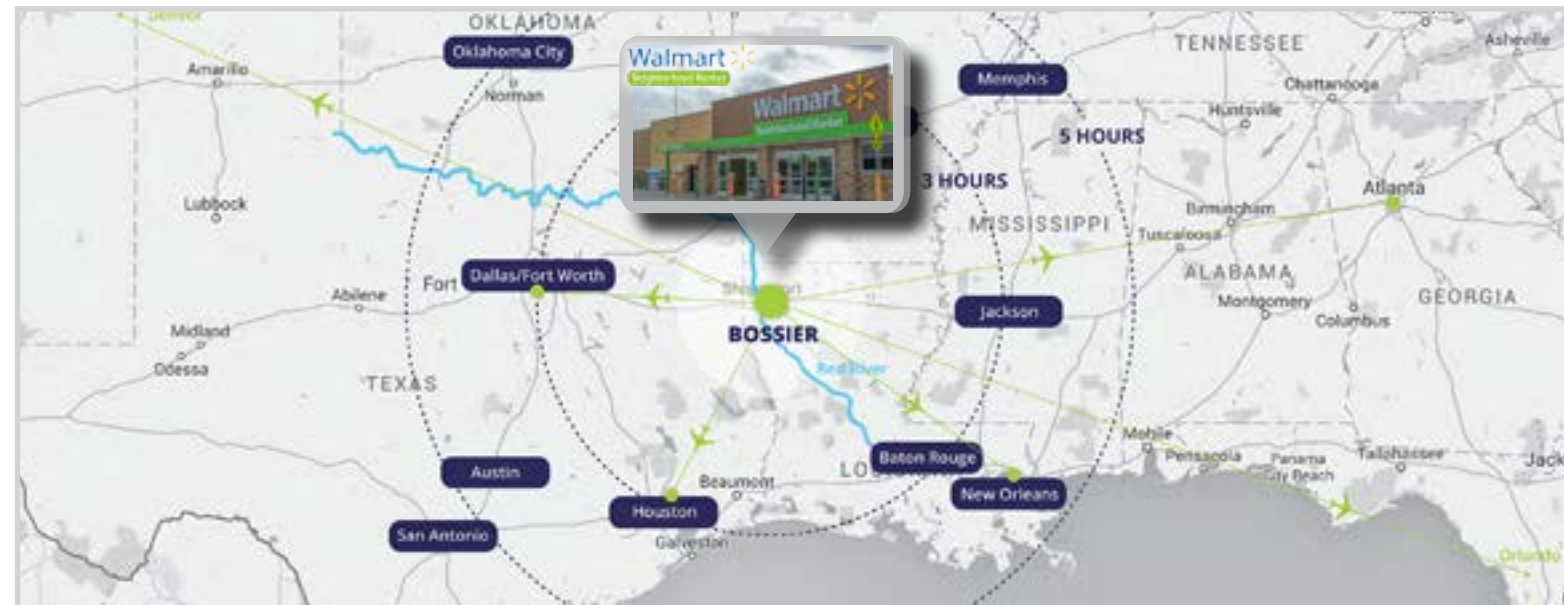 Denver
OKLAHOMA
Oklahoma City
Walmart
Neighborhood Market
Walmart
Neighborhood Market
TENNESSEE
Asheville
Amarillo
Norman
Memphis
Chattanooga
Huntsville
5 HOURS
3 HOURS
Lubbock
Atlanta
Birmingham
MISSISSIPPI
Tuscaloosa
ALABAMA
Fort
Dallas/Fort Worth
Abilene
BOSSIER
Jackson
Montgomery
Columbus
GEORGIA
Midland
Odessa
TEXAS
Red River
Mobile
Pensacola
Panama
City Beach
Tallahassee
Jack
Austin
Baton Rouge
LO
Beaumont
New Orleans
Houston
San Antonio
Galveston
Orlando